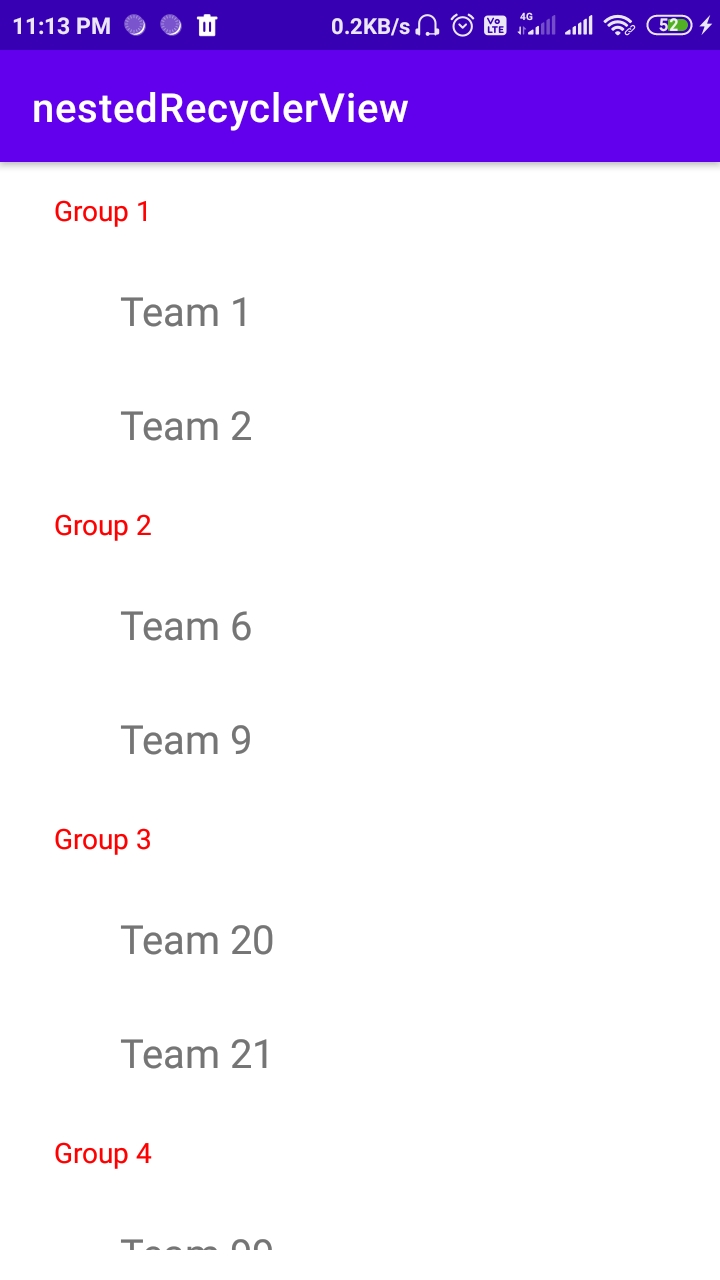 11:13 PM 0.2KB/s Vo LTE 4G 52
nestedRecyclerView
Group 1
Team 1
Team 2
Group 2
Team 6
Team 9
Group 3
Team 20
Team 21
Group 4
Team